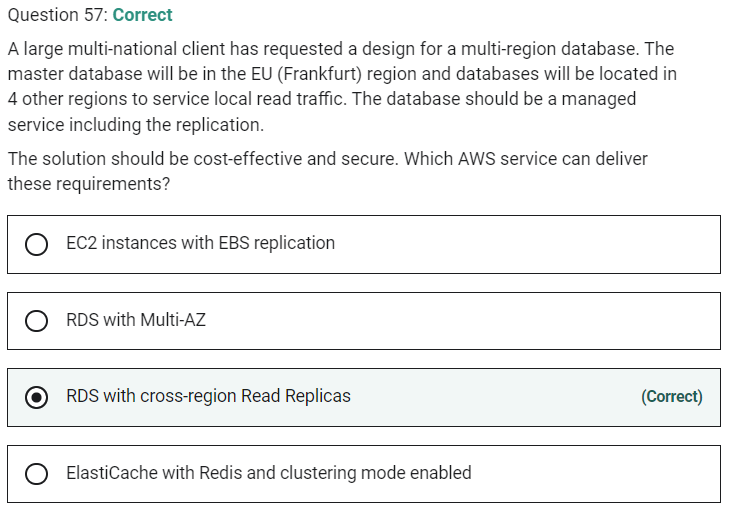 Question 57: Correct
A large multi-national client has requested a design for a multi-region database. The
master database will be in the EU (Frankfurt) region and databases will be located in
4 other regions to service local read traffic. The database should be a managed
service including the replication.
The solution should be cost-effective and secure. Which AWS service can deliver
these requirements?
EC2 instances with EBS replication
RDS with Multi-AZ
RDS with cross-region Read Replicas (Correct)
ElastiCache with Redis and clustering mode enabled